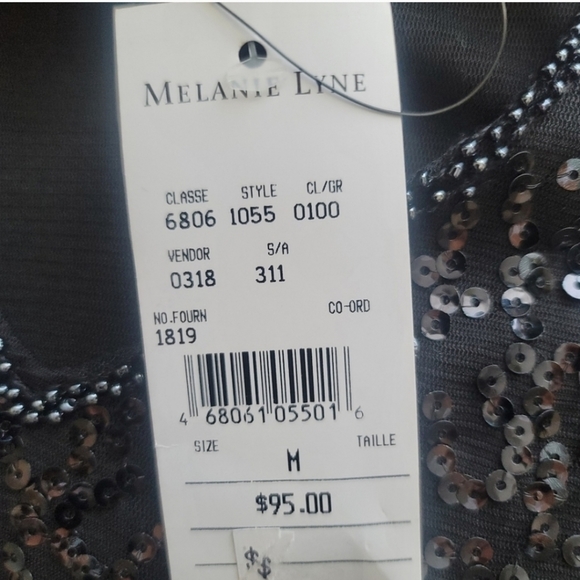 MELANIE LYNE
CLASSE STYLE CL/GR
6806 1055 0100
VENDOR S/A
0318 311
NO.FOURN CO-ORD
1819
4 68061 05501 6
SIZE M TAILLE
$95.00
$$